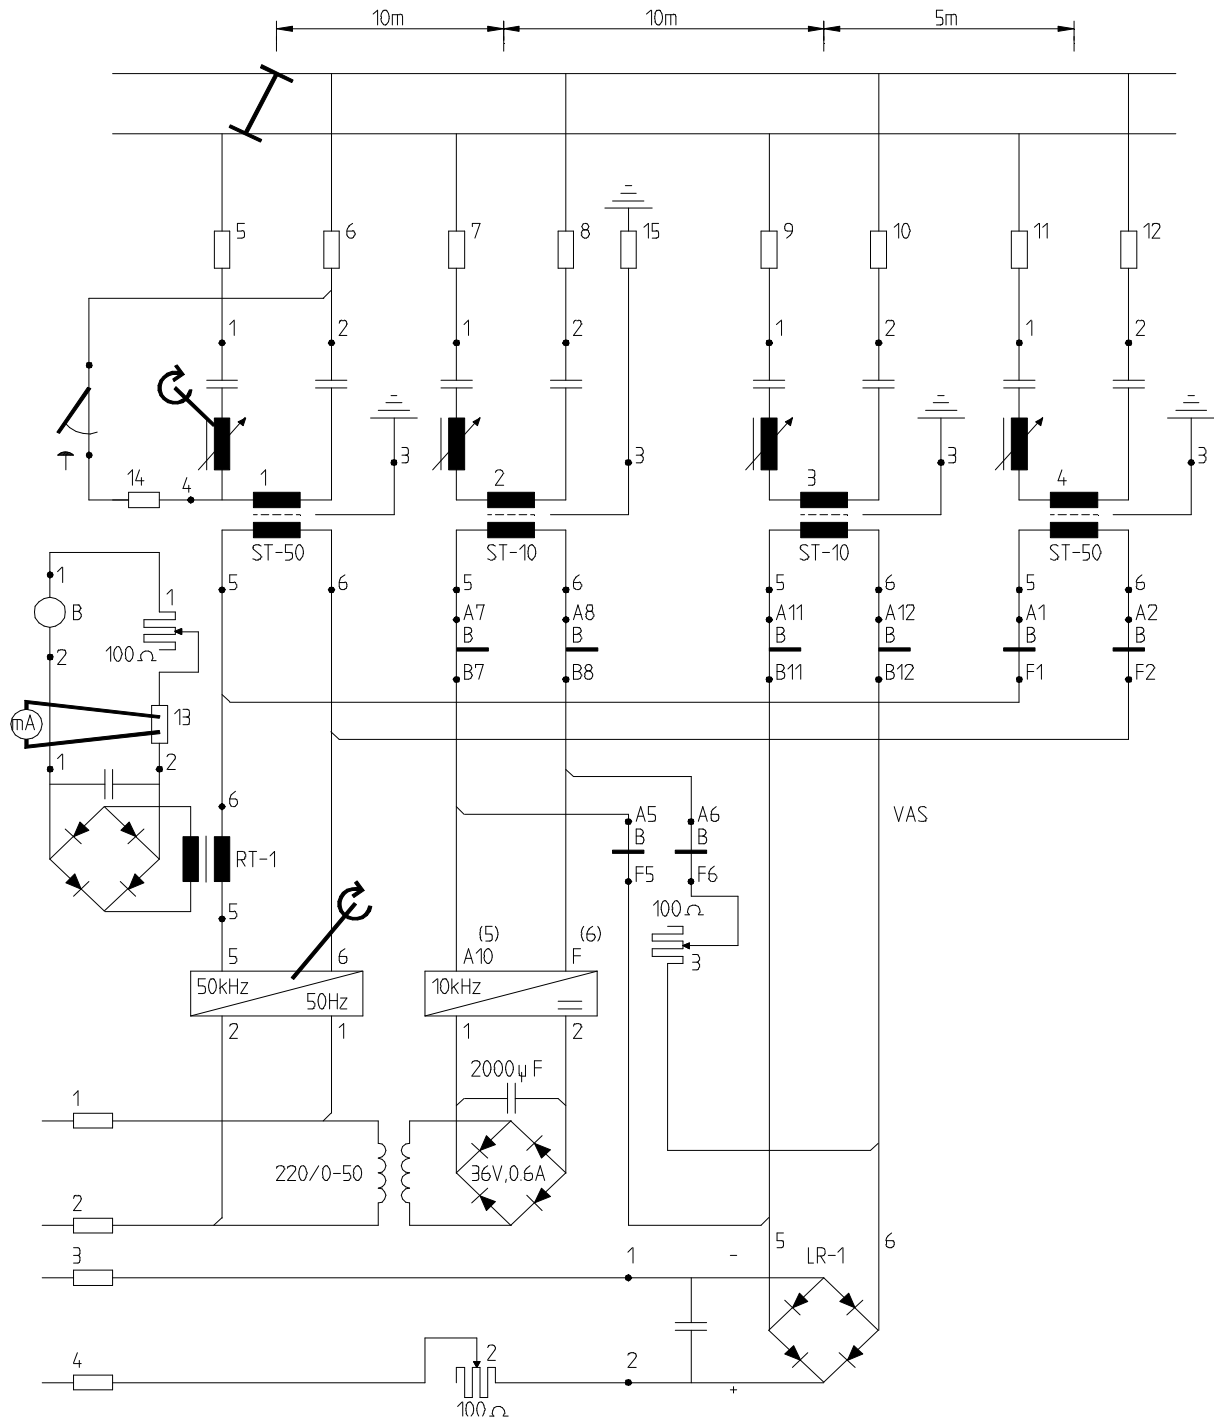 10m 10m 5m
5 6 7 8 15 9 10 11 12
1 2 1 2 1 2 1 2
3 3 3 3
14 4 1 2 3 4
ST-50 ST-10 ST-10 ST-50
1 5 6 5 6 5 6 5 6
B 1 A7 A8 A11 A12 A1 A2
B B B B B B
100Ω
2 B7 B8 B11 B12 F1 F2
mA 13
1 2
6 A5 A6 VAS
B B
RT-1
F5 F6
5 100Ω
(5) (6)
5 6 A10 F 3
50kHz 10kHz
50Hz
2 1 1 2
2000µF
1
220/0-50 36V,0.6A
2
3 1 - 5 LR-1 6
4 2 2
+
100Ω